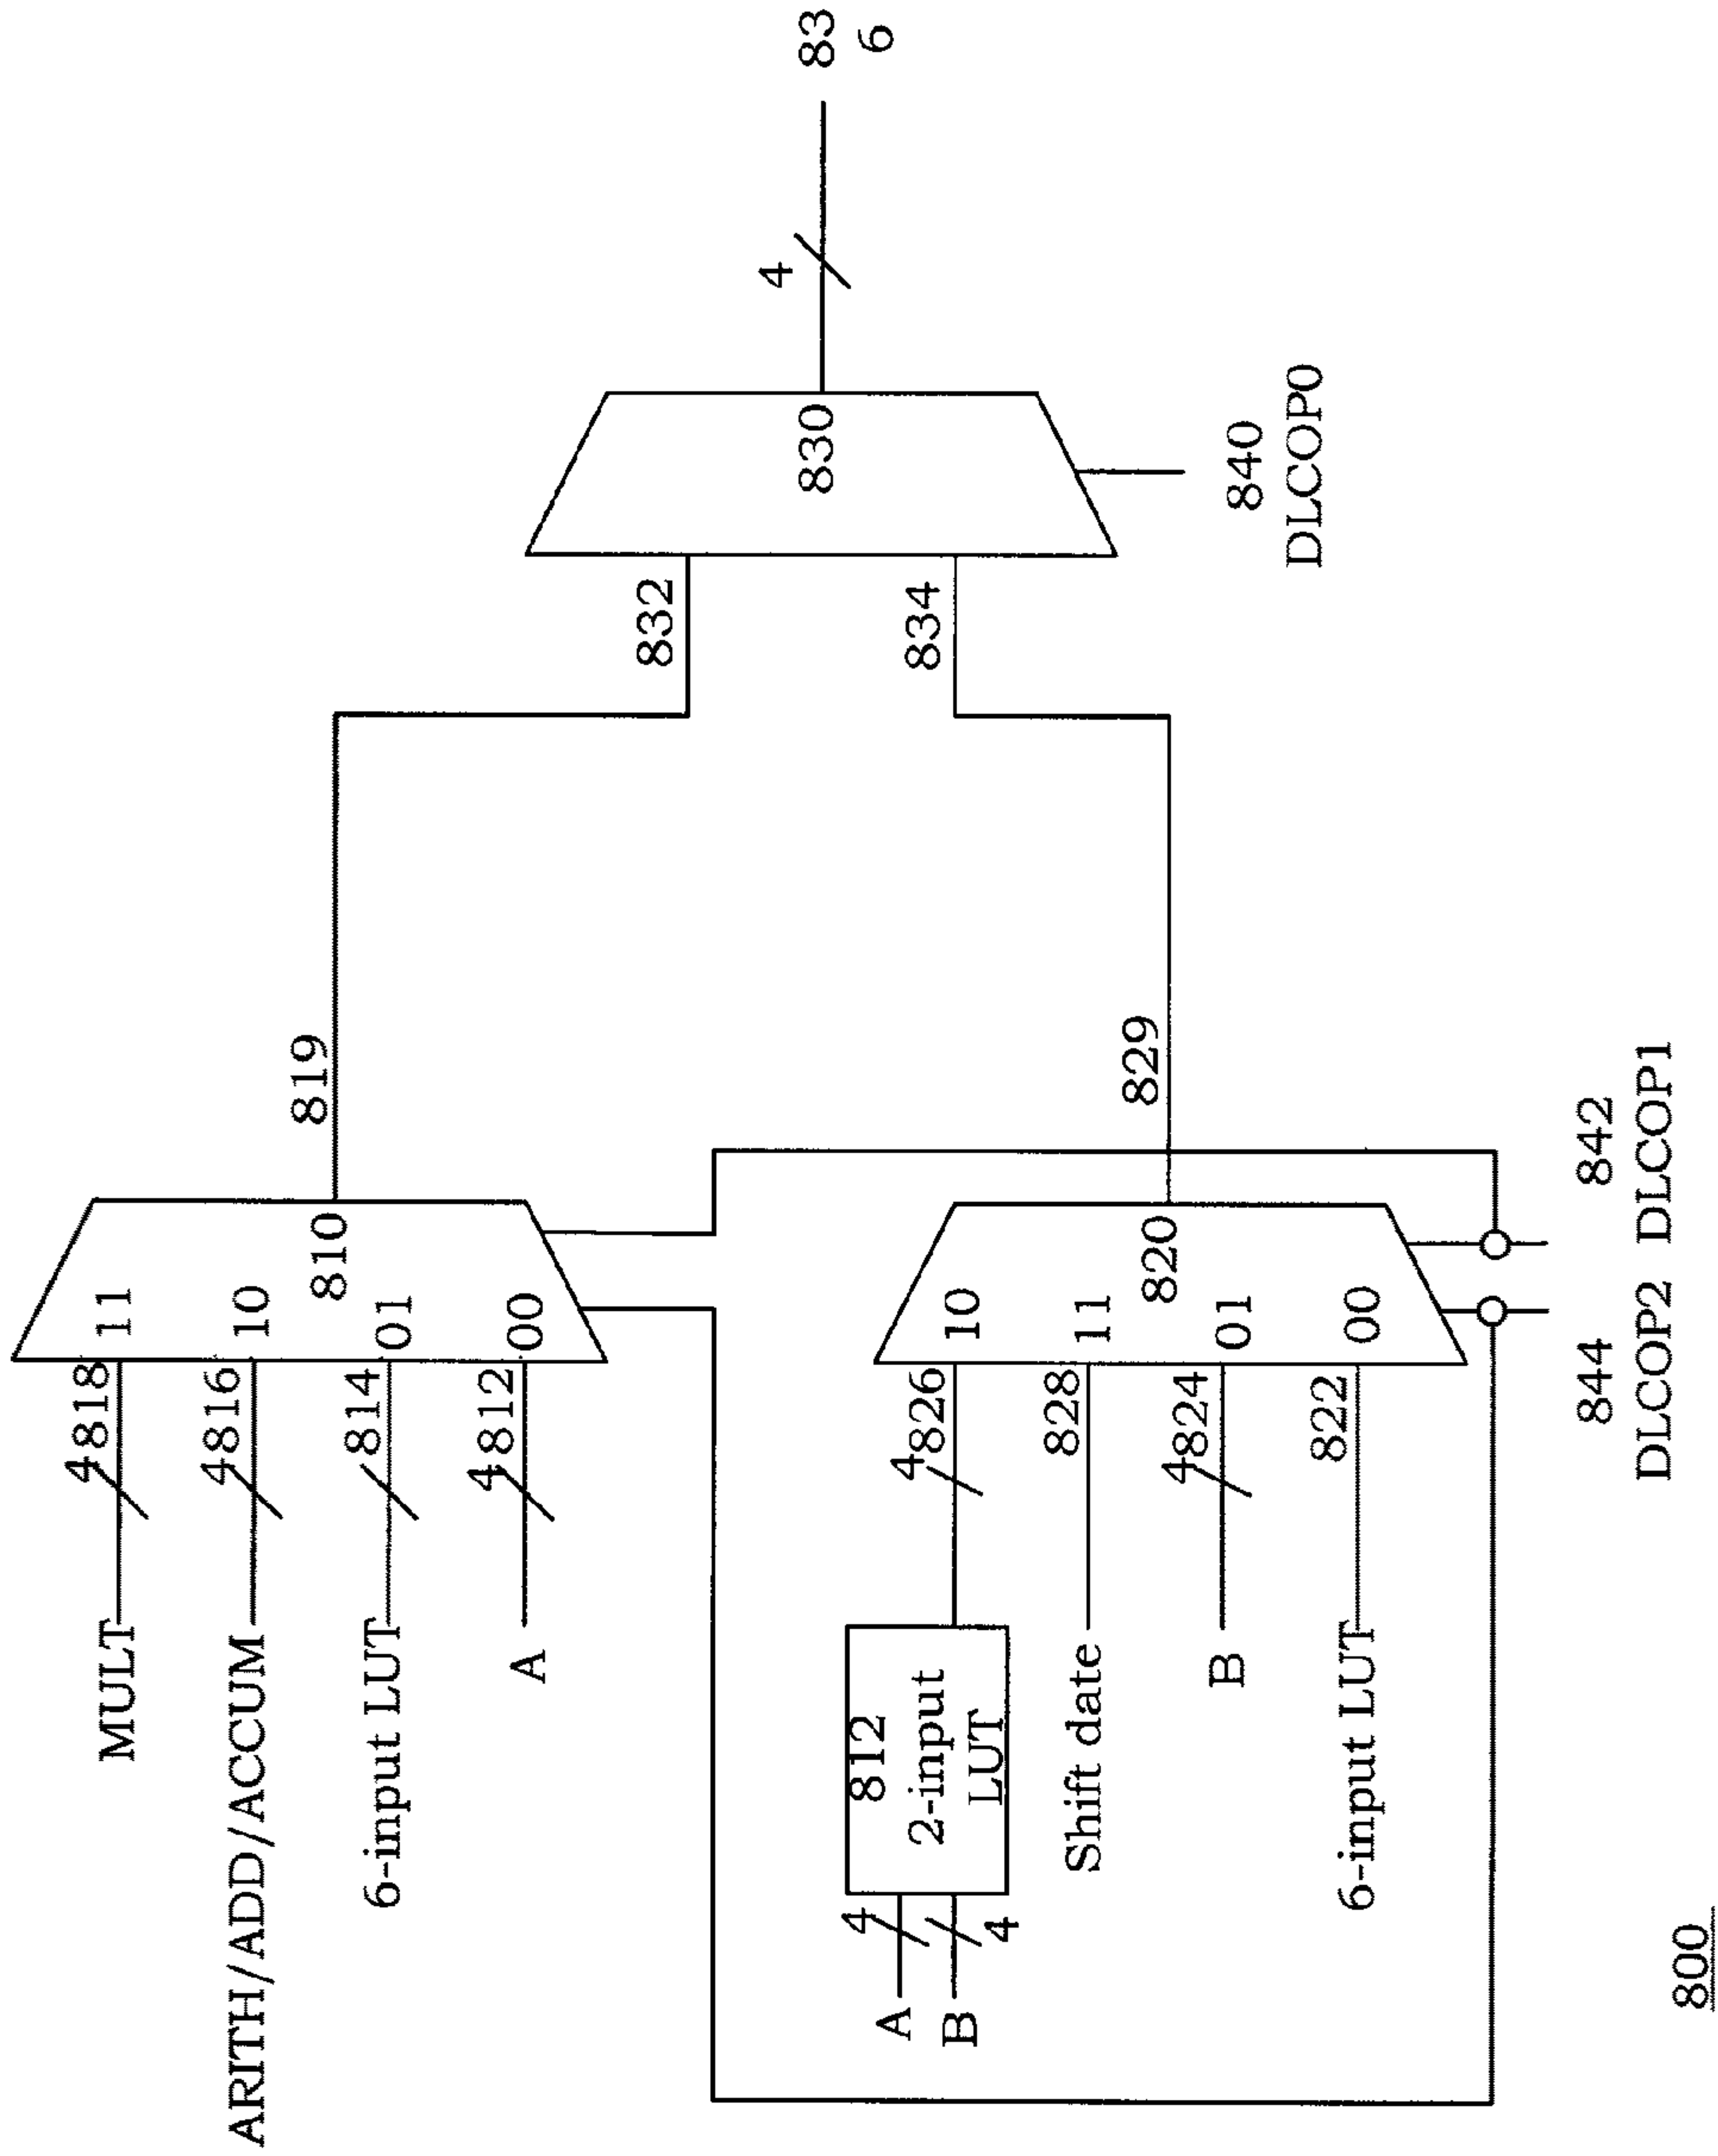 MULT
4
818
11
ARITH/ADD/ACCUM
4
816
10
6-input LUT
814
01
A
4
812
00
810
819
832
834
830
4
83
6
840
DLCOP0
A
4
B
4
812
2-input
LUT
4
826
10
Shift date
828
11
B
4
824
01
6-input LUT
822
00
820
829
844
DLCOP2
842
DLCOP1
800